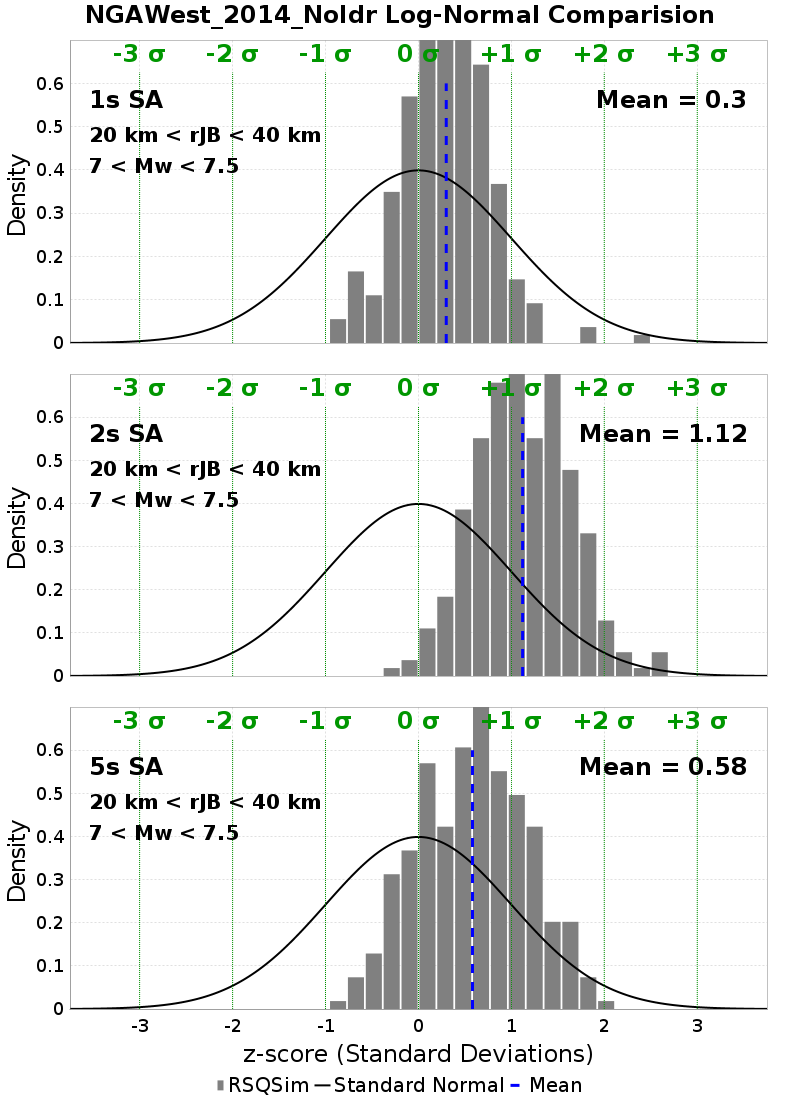 NGAWest_2014_NoIdr Log-Normal Comparision
-3 σ -2 σ -1 σ 0 σ +1 σ +2 σ +3 σ
1s SA Mean = 0.3
20 km < rJB < 40 km
7 < Mw < 7.5
0.6
0.5
0.4
0.3
0.2
0.1
0
Density
-3 σ -2 σ -1 σ 0 σ +1 σ +2 σ +3 σ
2s SA Mean = 1.12
20 km < rJB < 40 km
7 < Mw < 7.5
0.6
0.5
0.4
0.3
0.2
0.1
0
Density
-3 σ -2 σ -1 σ 0 σ +1 σ +2 σ +3 σ
5s SA Mean = 0.58
20 km < rJB < 40 km
7 < Mw < 7.5
0.6
0.5
0.4
0.3
0.2
0.1
0
Density
-3 -2 -1 0 1 2 3
z-score (Standard Deviations)
RSQSim Standard Normal Mean